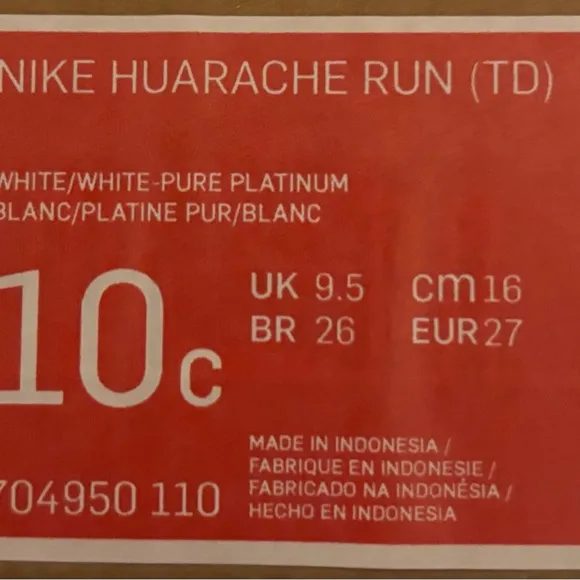 NIKE HUARACHE RUN (TD)
WHITE/WHITE-PURE PLATINUM
BLANC/PLATINE PUR/BLANC
10c
UK 9.5 cm 16
BR 26 EUR 27
MADE IN INDONESIA /
FABRIQUE EN INDONESIE /
FABRICADO NA INDONÉSIA /
HECHO EN INDONESIA
704950 110